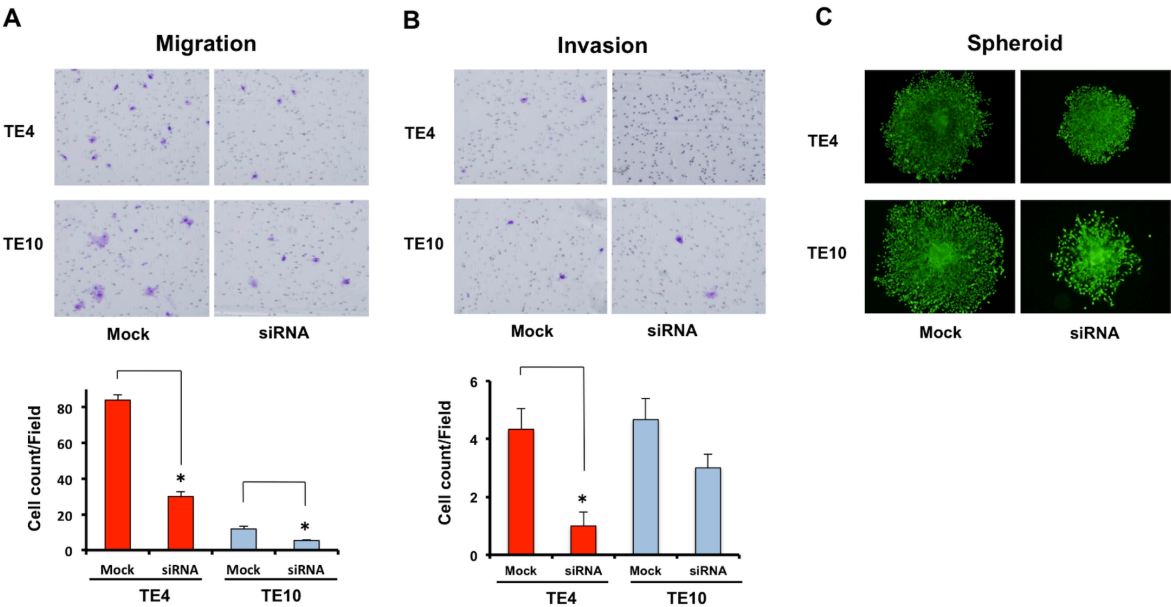 A
Migration
TE4
TE10
Mock siRNA
Cell count/Field
80
60
40
20
0
*
*
Mock siRNA Mock siRNA
TE4 TE10
B
Invasion
TE4
TE10
Mock siRNA
Cell count/Field
6
4
2
0
*
Mock siRNA Mock siRNA
TE4 TE10
C
Spheroid
TE4
TE10
Mock siRNA